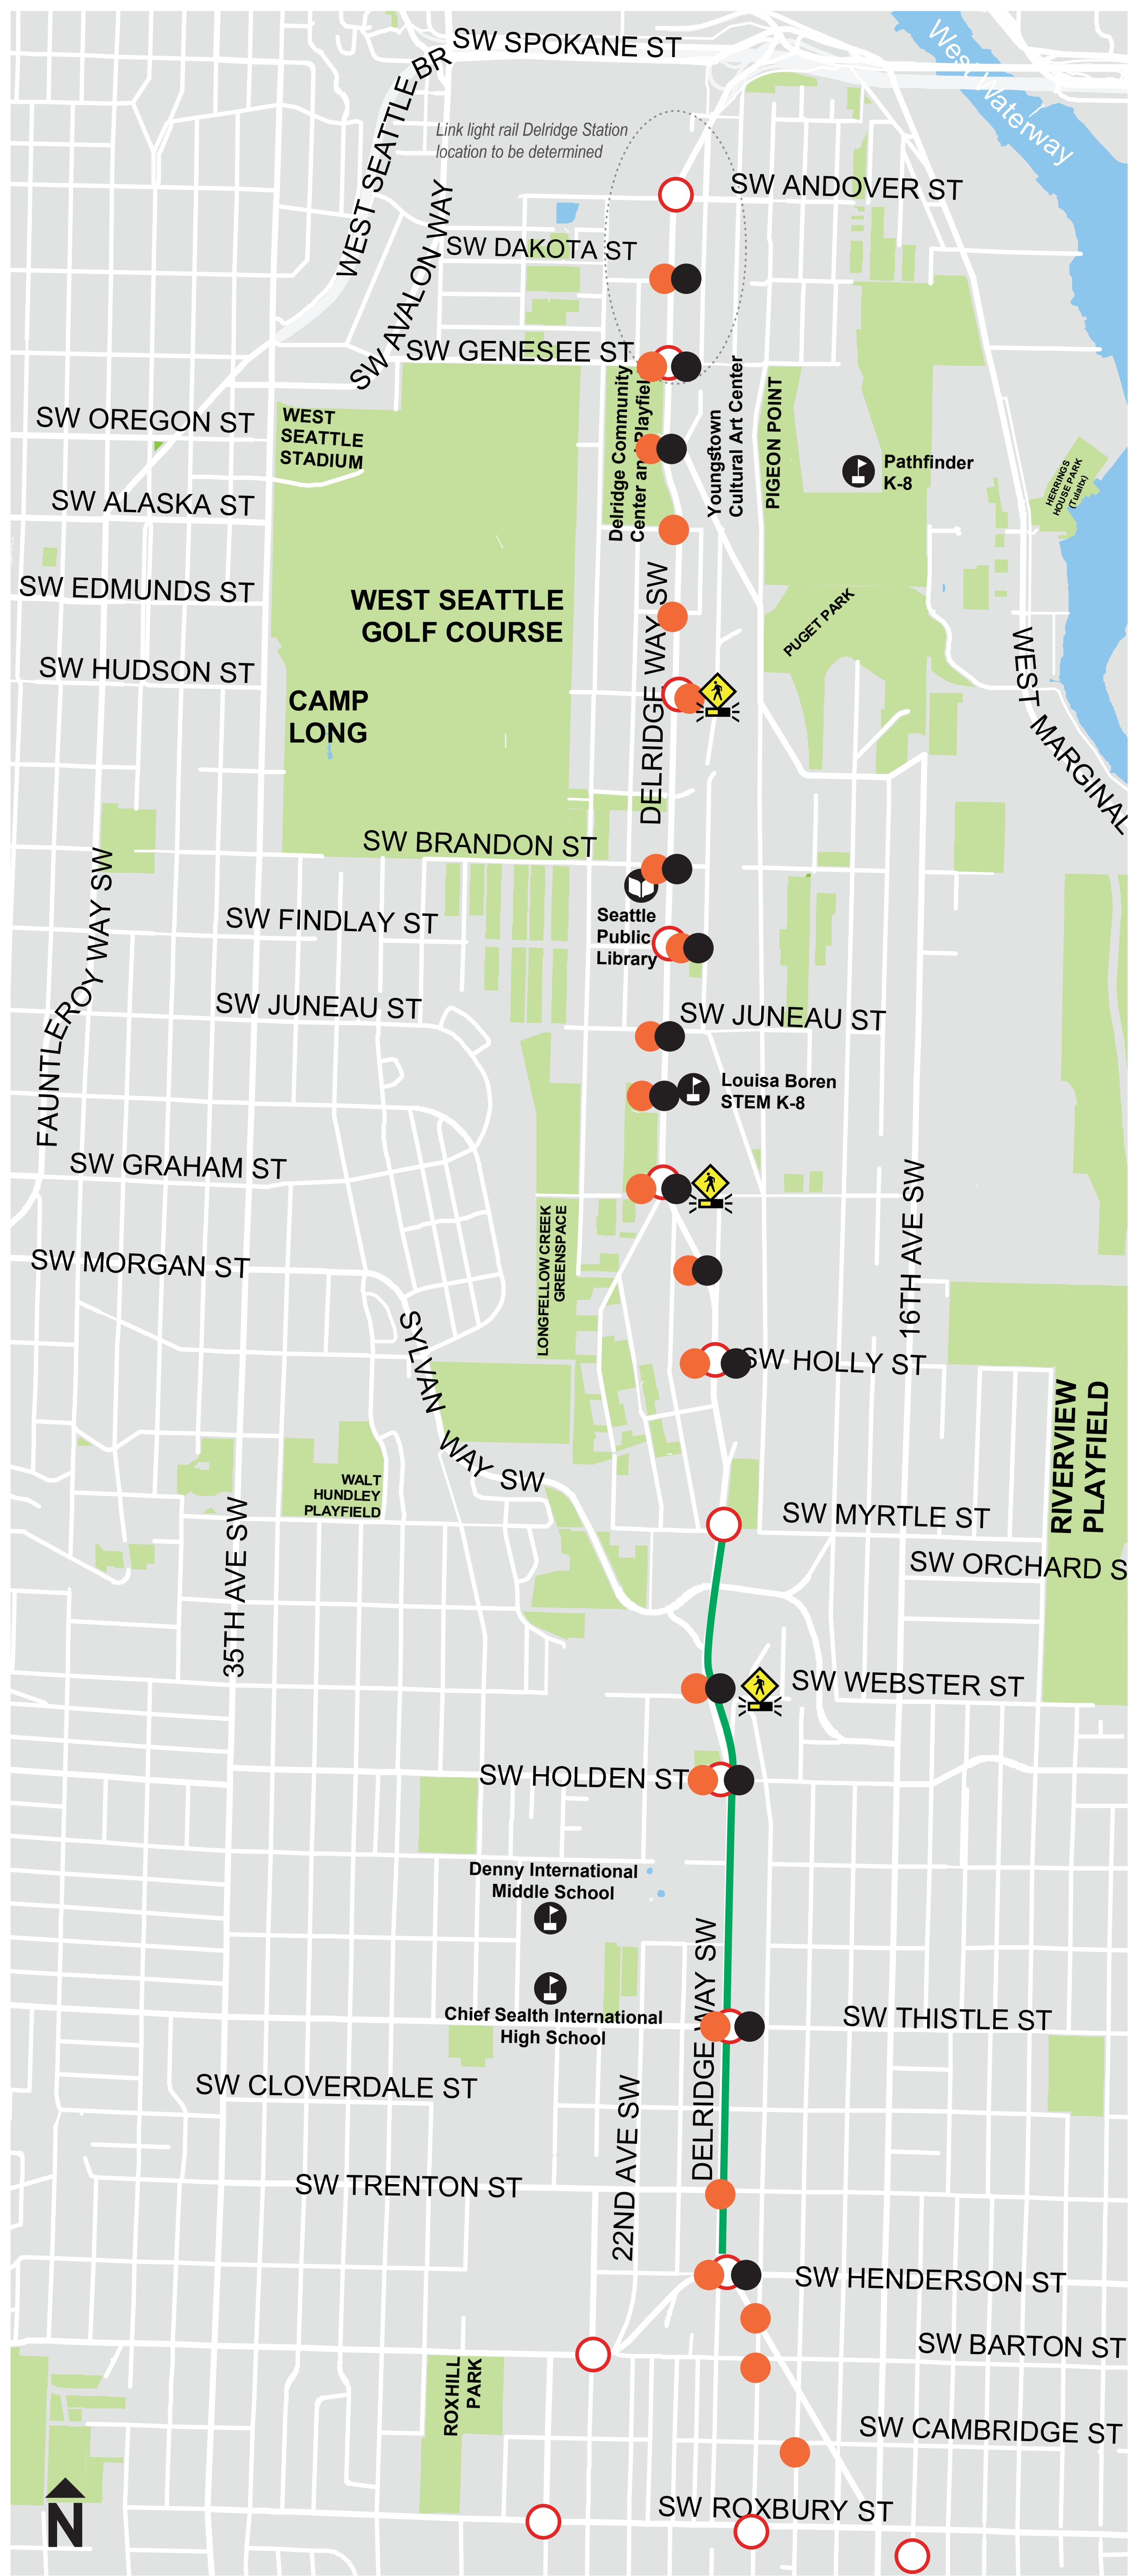 SW SPOKANE ST
WEST SEATTLE BR
West Waterway
Link light rail Delridge Station
location to be determined
SW ANDOVER ST
SW AVALON WAY
SW DAKOTA ST
SW GENESEE ST
SW OREGON ST
WEST
SEATTLE
STADIUM
Delridge Community
Center and Playfield
Youngstown
Cultural Art Center
PIGEON POINT
Pathfinder
K-8
HERRINGS
HOUSE PARK
(Tulaltx)
SW ALASKA ST
SW EDMUNDS ST
WEST SEATTLE
GOLF COURSE
DELRIDGE WAY SW
PUGET PARK
SW HUDSON ST
CAMP
LONG
WEST MARGINAL
SW BRANDON ST
FAUNTLEROY WAY SW
SW FINDLAY ST
Seattle
Public
Library
SW JUNEAU ST
SW JUNEAU ST
Louisa Boren
STEM K-8
SW GRAHAM ST
16TH AVE SW
LONGFELLOW CREEK
GREENSPACE
SW MORGAN ST
SYLVAN WAY SW
SW HOLLY ST
RIVERVIEW
PLAYFIELD
WALT
HUNDLEY
PLAYFIELD
35TH AVE SW
SW MYRTLE ST
SW ORCHARD S
SW WEBSTER ST
SW HOLDEN ST
Denny International
Middle School
DELRIDGE WAY SW
Chief Sealth International
High School
SW THISTLE ST
SW CLOVERDALE ST
22ND AVE SW
SW TRENTON ST
SW HENDERSON ST
SW BARTON ST
ROXHILL
PARK
SW CAMBRIDGE ST
SW ROXBURY ST
N